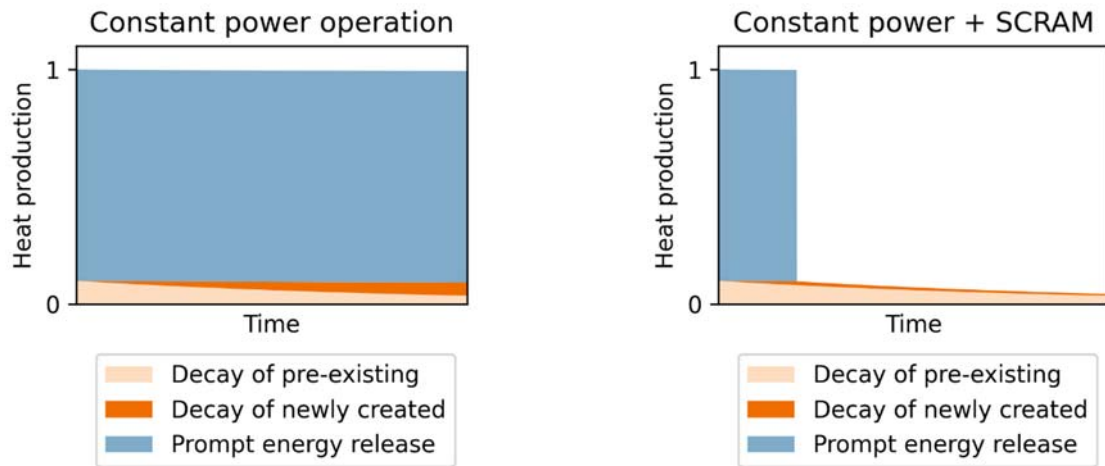 Constant power operation
1
0
Heat production
Time
Decay of pre-existing
Decay of newly created
Prompt energy release
Constant power + SCRAM
1
0
Heat production
Time
Decay of pre-existing
Decay of newly created
Prompt energy release